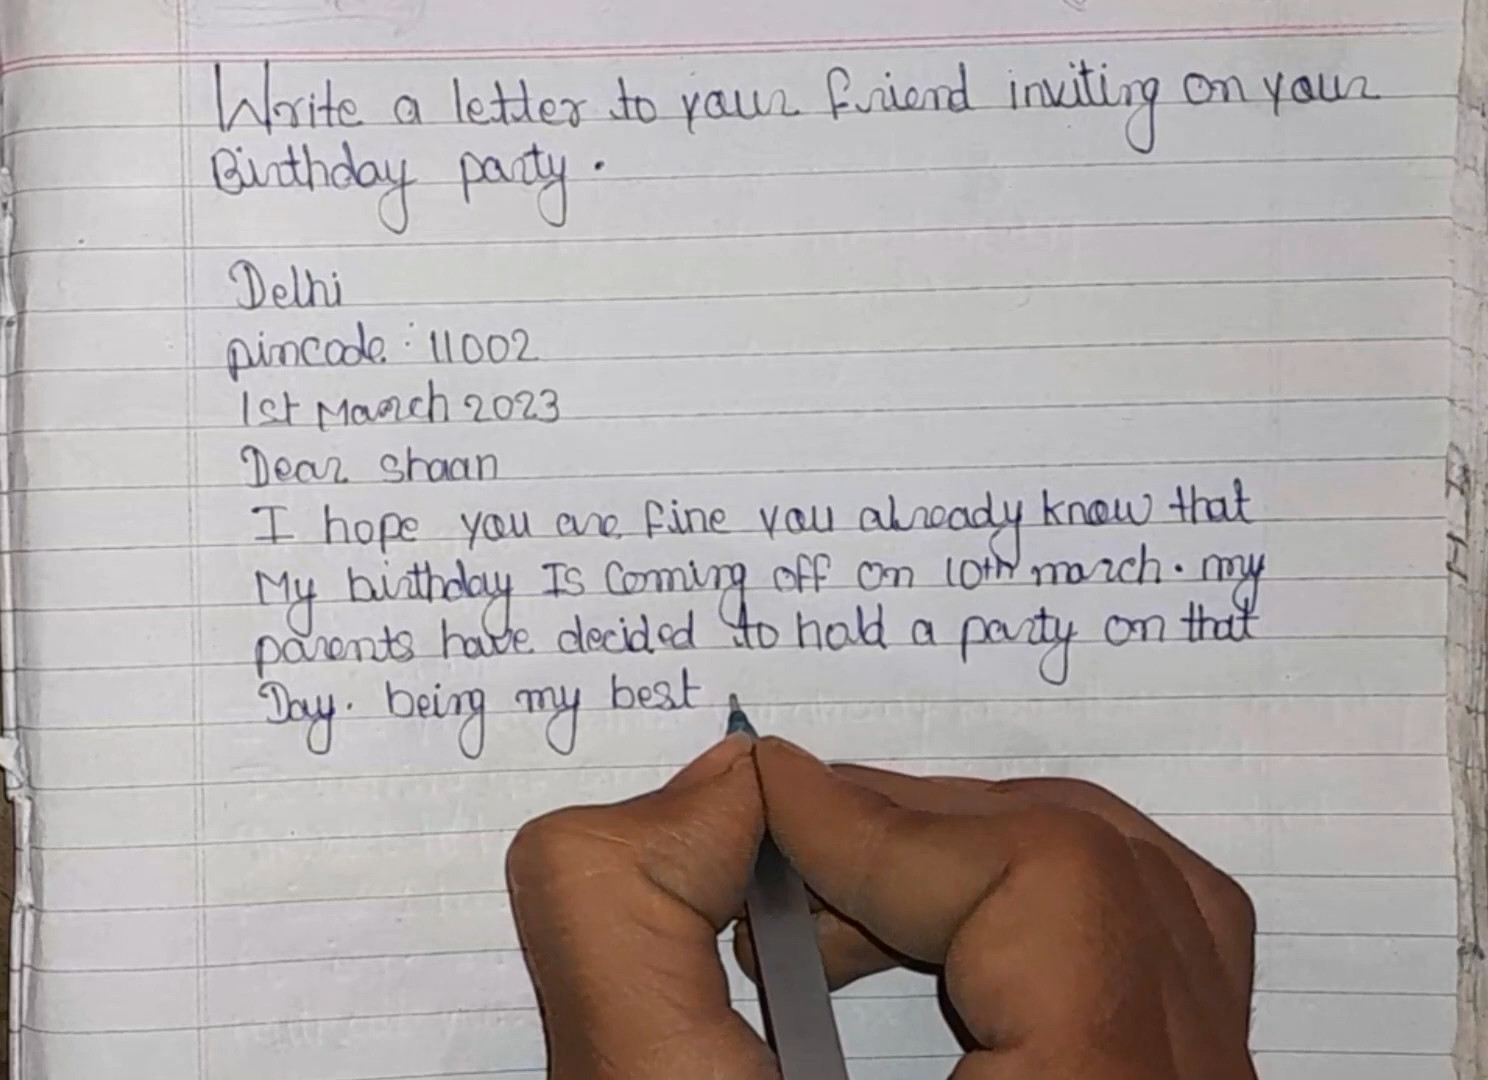 Write a letter to your friend inviting on your
Birthday party.
Delhi
pincode : 11002
1st March 2023
Dear shaan
I hope you are fine you already know that
My birthday Is Coming off on 10th march. my
parents have decided to hold a party on that
Day. being my best